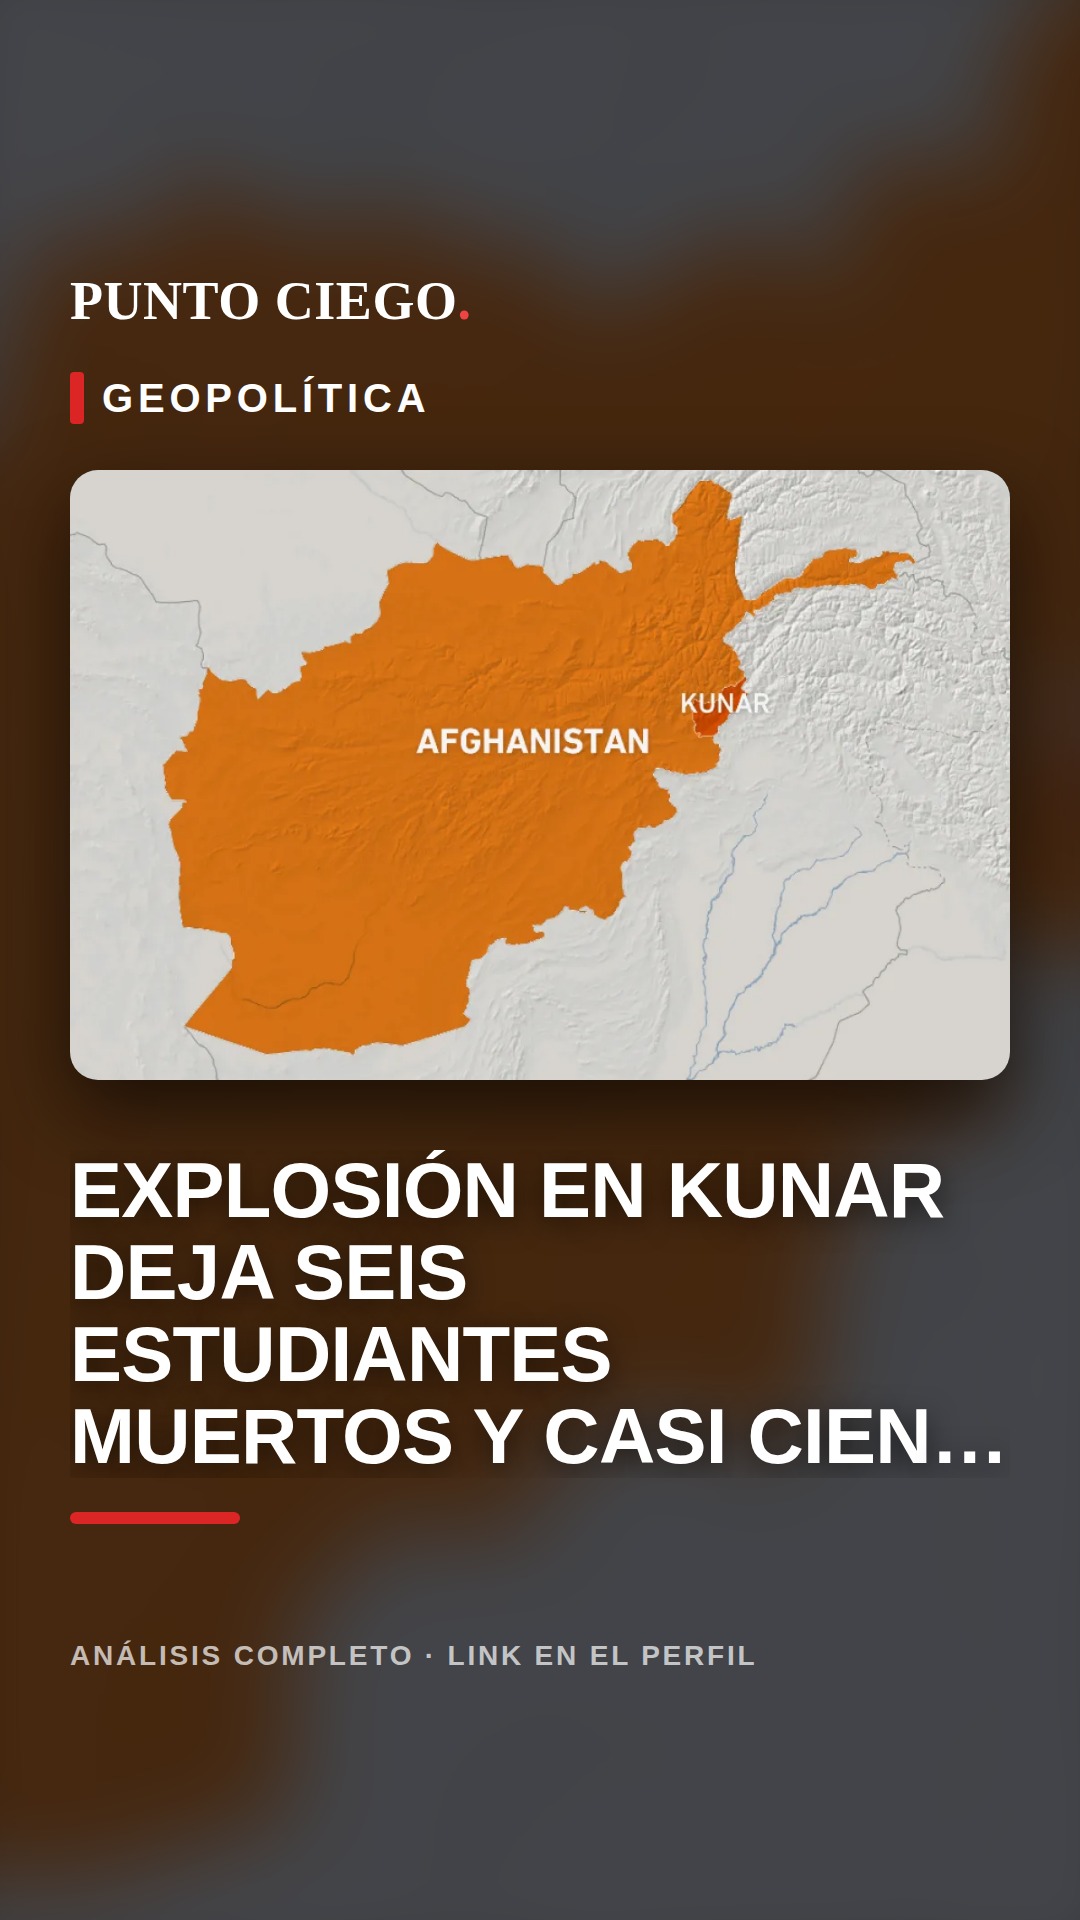 PUNTO CIEGO.
GEOPOLÍTICA
KUNAR
AFGHANISTAN
EXPLOSIÓN EN KUNAR
DEJA SEIS
ESTUDIANTES
MUERTOS Y CASI CIEN…
ANÁLISIS COMPLETO · LINK EN EL PERFIL